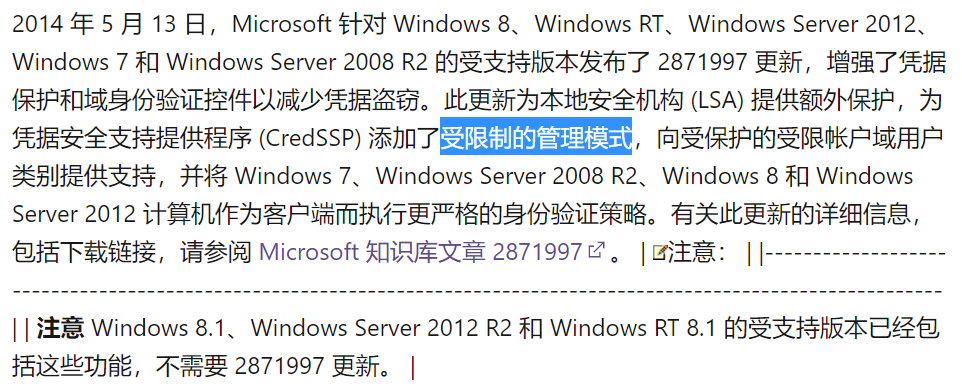 2014 年 5 月 13 日，Microsoft 针对 Windows 8、Windows RT、Windows Server 2012、
Windows 7 和 Windows Server 2008 R2 的受支持版本发布了 2871997 更新，增强了凭据
保护和域身份验证控件以减少凭据盗窃。此更新为本地安全机构 (LSA) 提供额外保护，为
凭据安全支持提供程序 (CredSSP) 添加了受限制的管理模式，向受保护的受限帐户域用户
类别提供支持，并将 Windows 7、Windows Server 2008 R2、Windows 8 和 Windows
Server 2012 计算机作为客户端而执行更严格的身份验证策略。有关此更新的详细信息，
包括下载链接，请参阅 Microsoft 知识库文章 2871997 。 | 📝注意： | |--------------------
----------------------------------------------------------------------------------------------
| | 注意 Windows 8.1、Windows Server 2012 R2 和 Windows RT 8.1 的受支持版本已经包
括这些功能，不需要 2871997 更新。 |